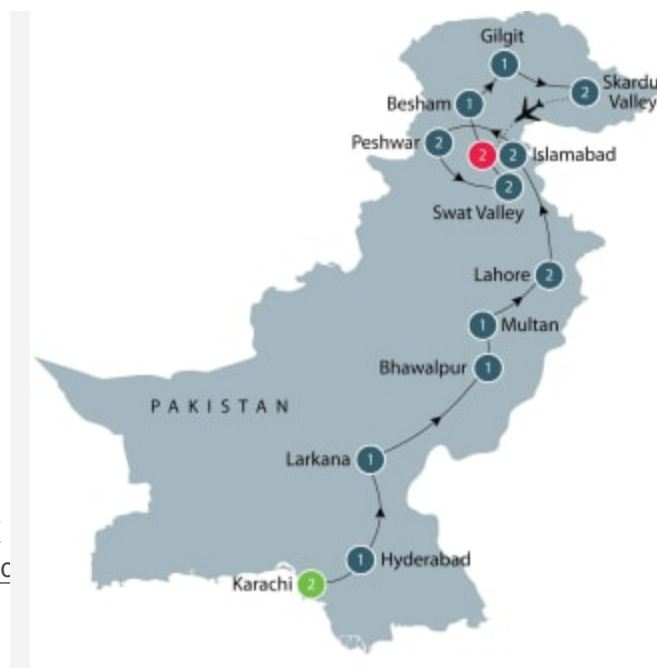 Gilgit
1
Skardu
Valley
2
Besham
1
Peshwar
2
2
2
Islamabad
2
Swat Valley
Lahore
2
1
Multan
Bhawalpur
1
PAKISTAN
Larkana
1
1
Hyderabad
Karachi
2